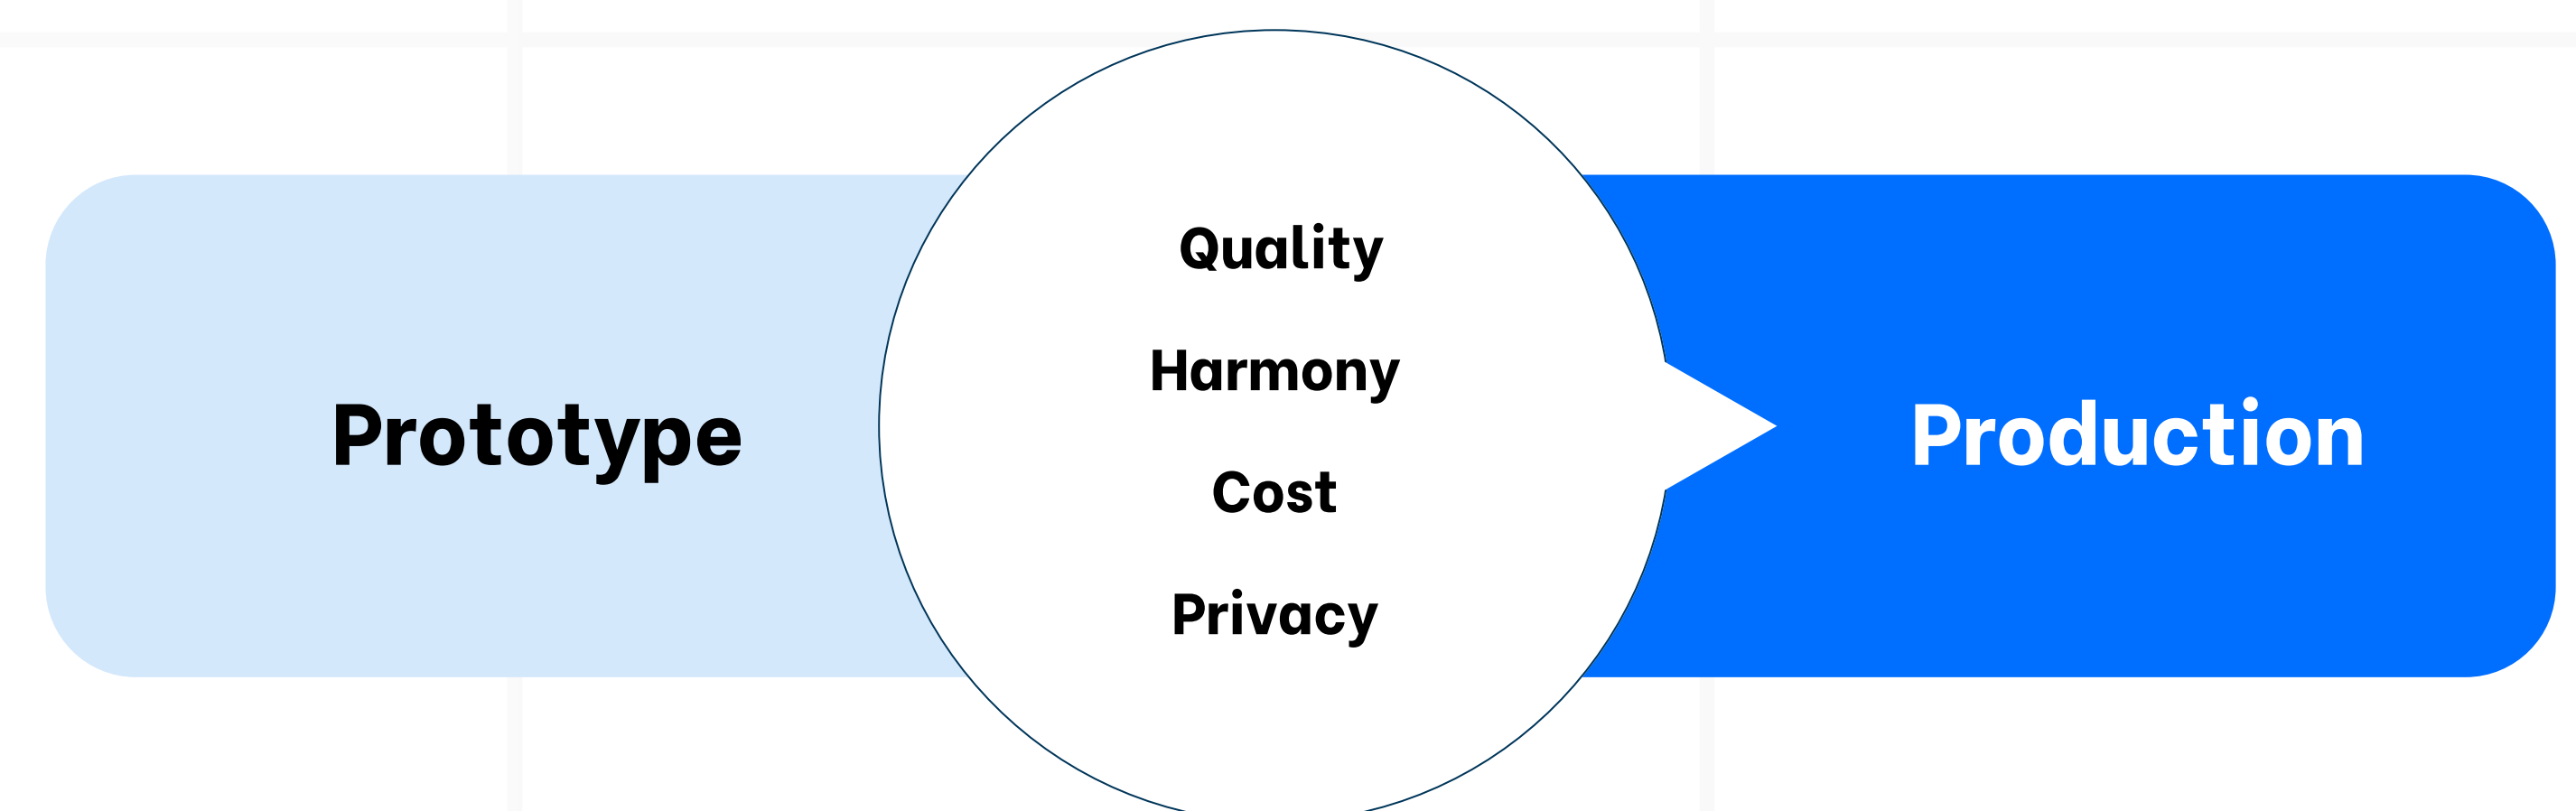 Prototype
Quality
Harmony
Cost
Privacy
Production